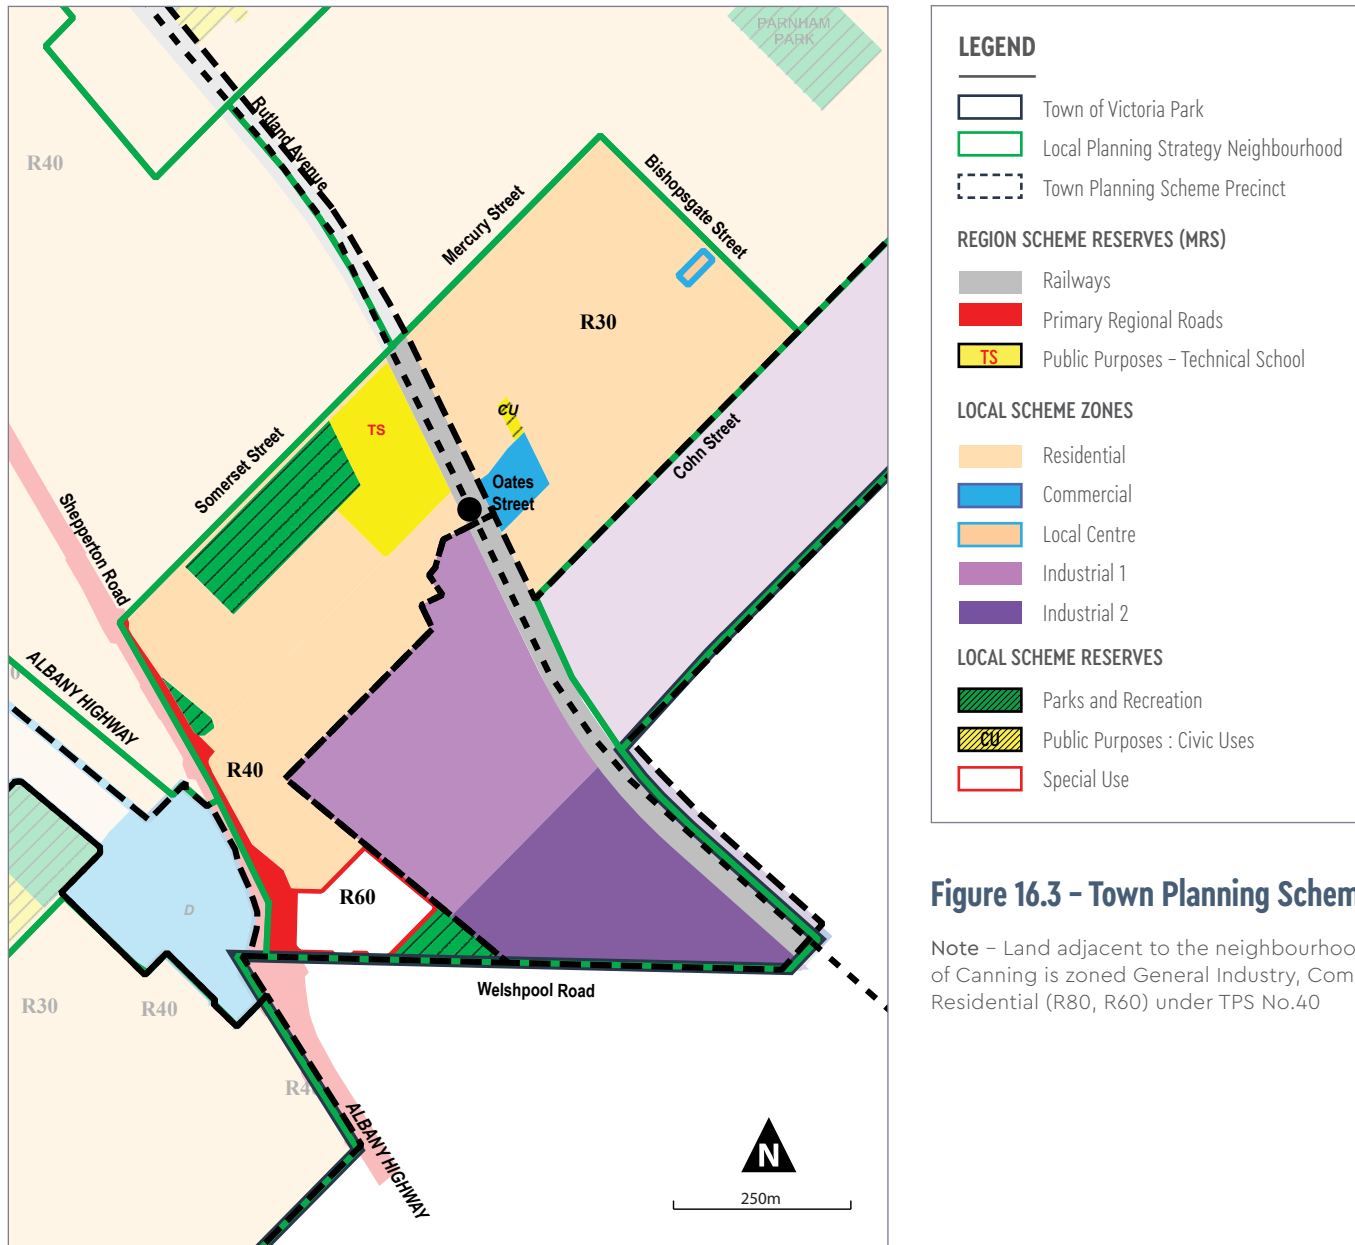 PARNHAM
PARK
Rutland Avenue
R40
Mercury Street
Bishopsgate Street
R30
TS
CU
Oates
Street
Cohn Street
Somerset Street
Shepperton Road
ALBANY HIGHWAY
0
R40
R60
D
Welshpool Road
R30
R40
R4
ALBANY HIGHWAY
N
250m
LEGEND
Town of Victoria Park
Local Planning Strategy Neighbourhood
Town Planning Scheme Precinct
REGION SCHEME RESERVES (MRS)
Railways
Primary Regional Roads
TS Public Purposes – Technical School
LOCAL SCHEME ZONES
Residential
Commercial
Local Centre
Industrial 1
Industrial 2
LOCAL SCHEME RESERVES
Parks and Recreation
CU Public Purposes : Civic Uses
Special Use
Figure 16.3 – Town Planning Schem
Note – Land adjacent to the neighbourhoo
of Canning is zoned General Industry, Com
Residential (R80, R60) under TPS No.40